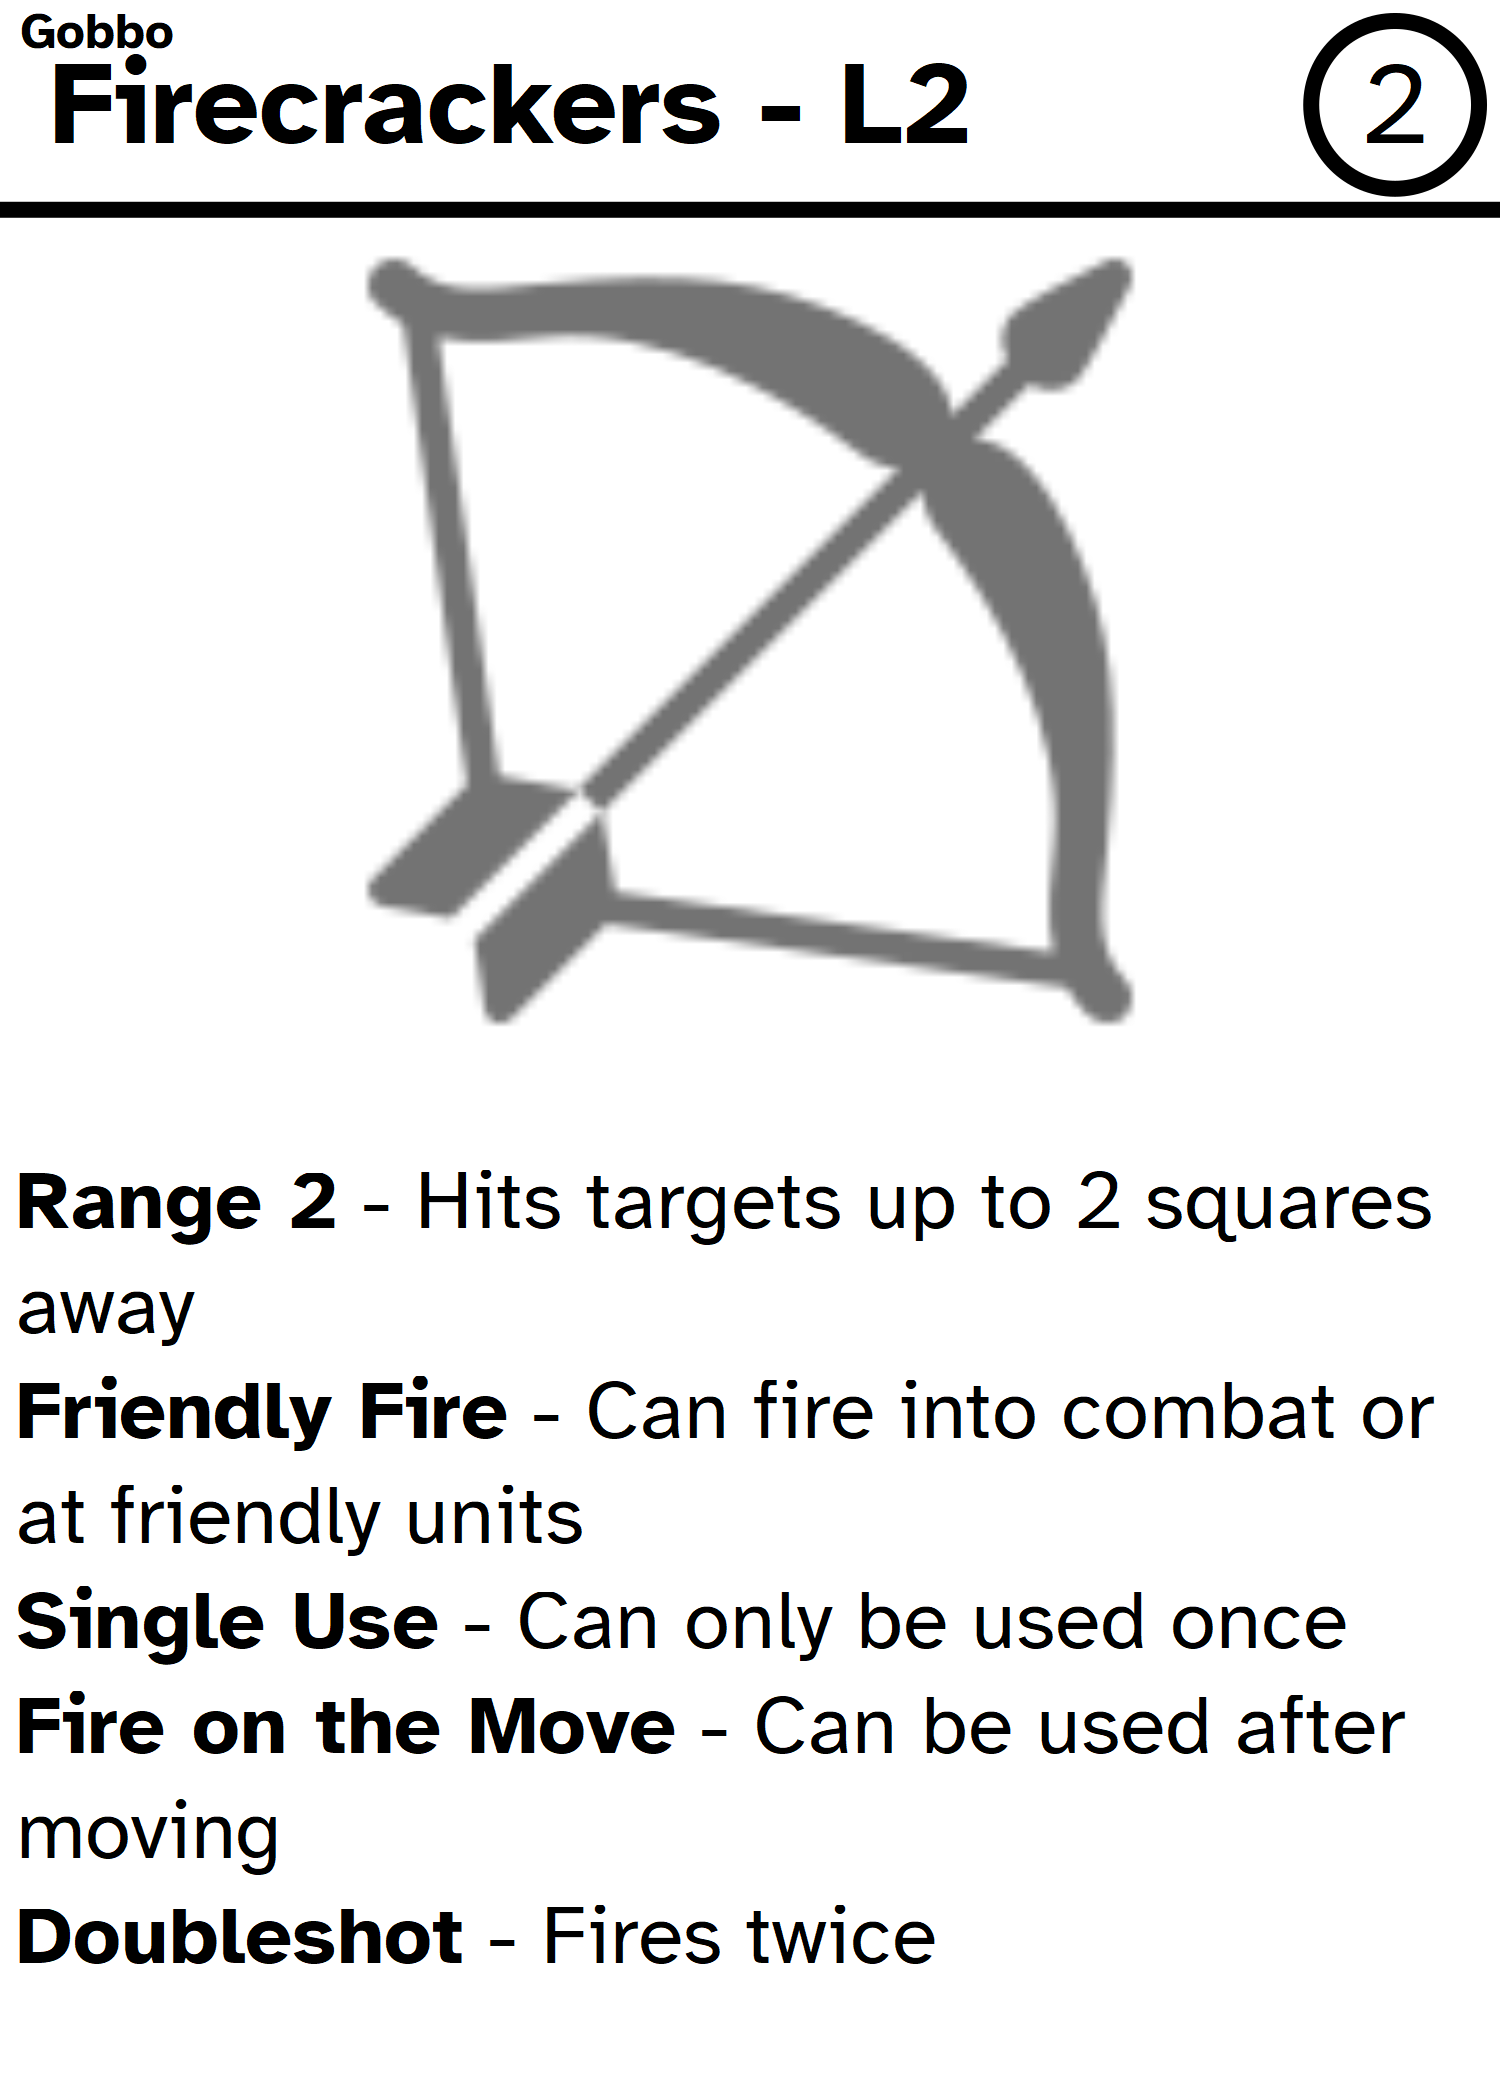 Gobbo
Firecrackers - L2
2
Range 2 - Hits targets up to 2 squares
away
Friendly Fire - Can fire into combat or
at friendly units
Single Use - Can only be used once
Fire on the Move - Can be used after
moving
Doubleshot - Fires twice